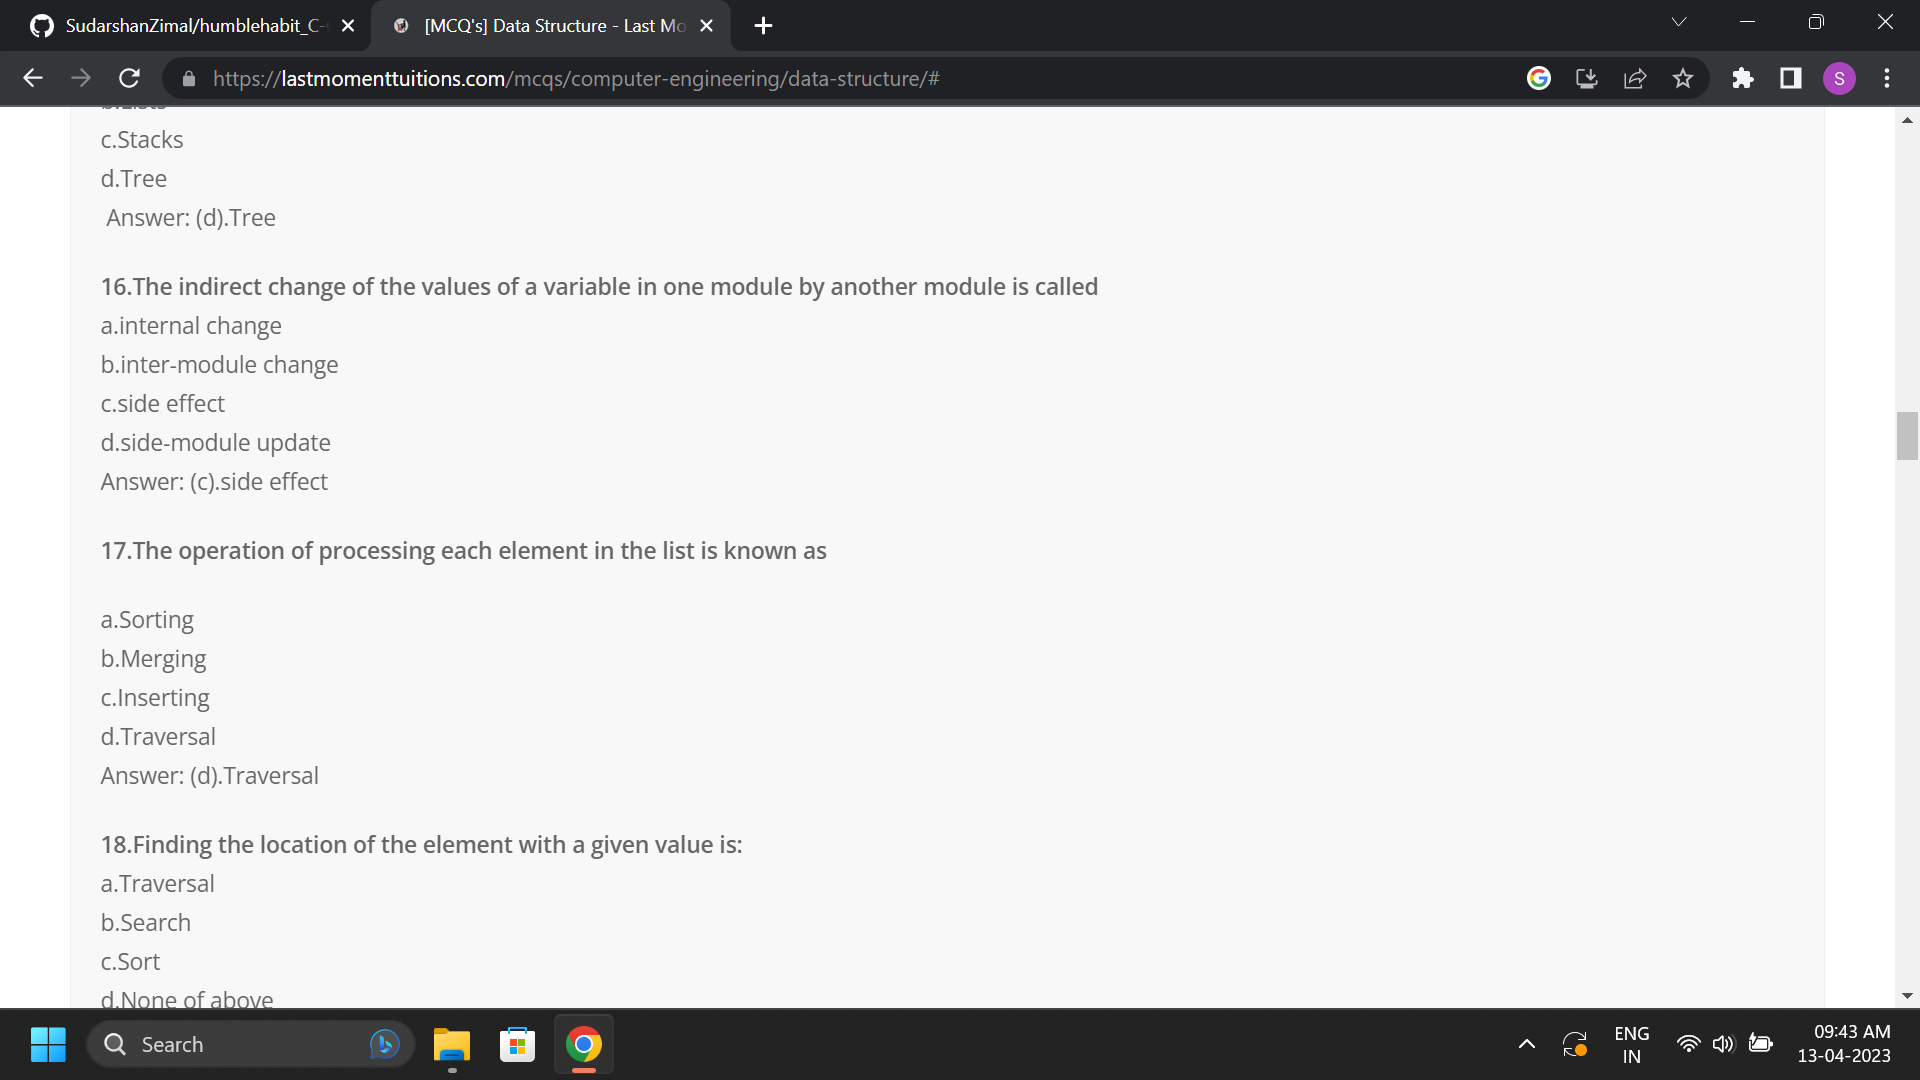 SudarshanZimal/humblehabit_C-
[MCQ's] Data Structure - Last Mo
https://lastmomenttuitions.com/mcqs/computer-engineering/data-structure/#
S
c.Stacks
d.Tree
Answer: (d).Tree
16.The indirect change of the values of a variable in one module by another module is called
a.internal change
b.inter-module change
c.side effect
d.side-module update
Answer: (c).side effect
17.The operation of processing each element in the list is known as
a.Sorting
b.Merging
c.Inserting
d.Traversal
Answer: (d).Traversal
18.Finding the location of the element with a given value is:
a.Traversal
b.Search
c.Sort
d.None of above
Search
ENG
IN
09:43 AM
13-04-2023